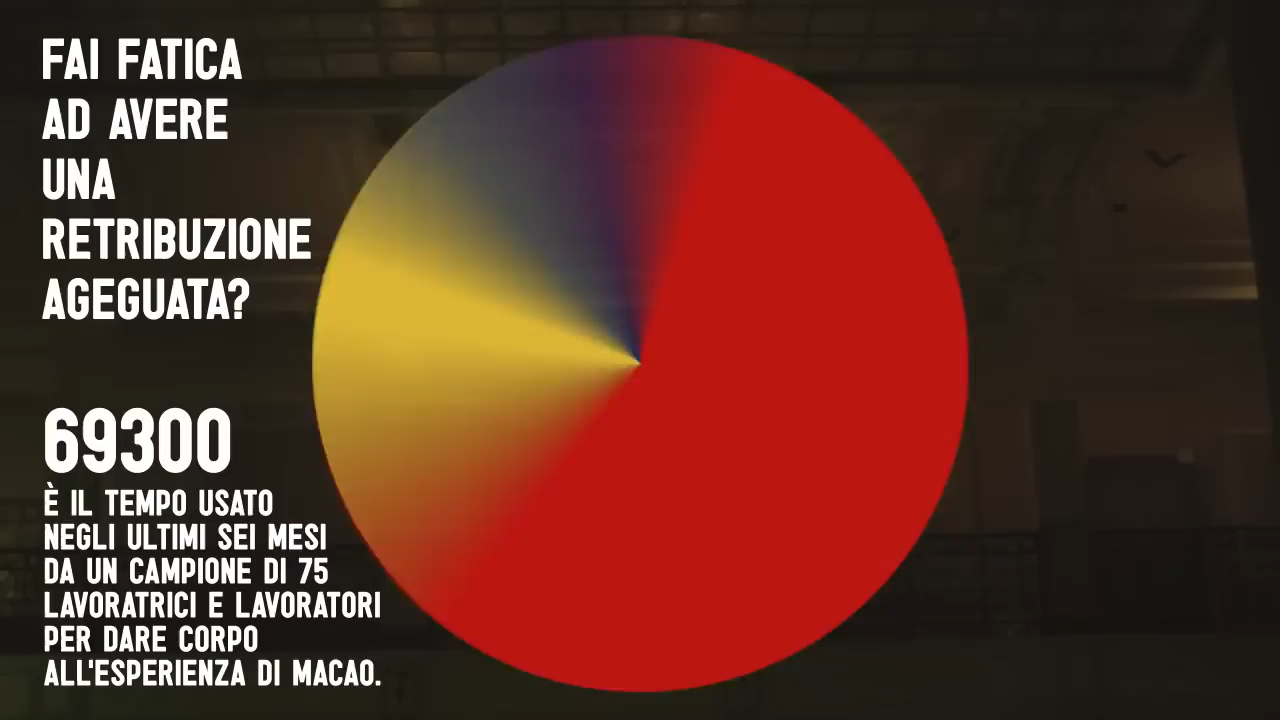 FAI FATICA
AD AVERE
UNA
RETRIBUZIONE
AGEGUATA?
69300
È IL TEMPO USATO
NEGLI ULTIMI SEI MESI
DA UN CAMPIONE DI 75
LAVORATRICI E LAVORATORI
PER DARE CORPO
ALL'ESPERIENZA DI MACAO.